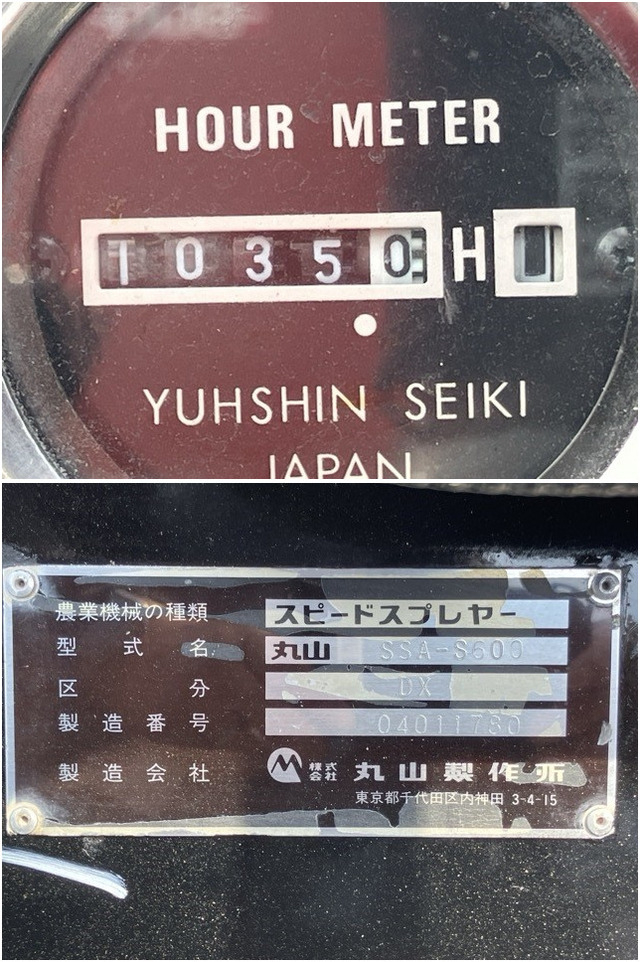 HOUR METER
10350 H
YUHSHIN SEIKI
JAPAN
農業機械の種類 スピードスプレヤー
型式名 丸山 SSA-S600
区分 DX
製造番号 04011780
製造会社 株式会社 丸山製作所
東京都千代田区内神田 3-4-15